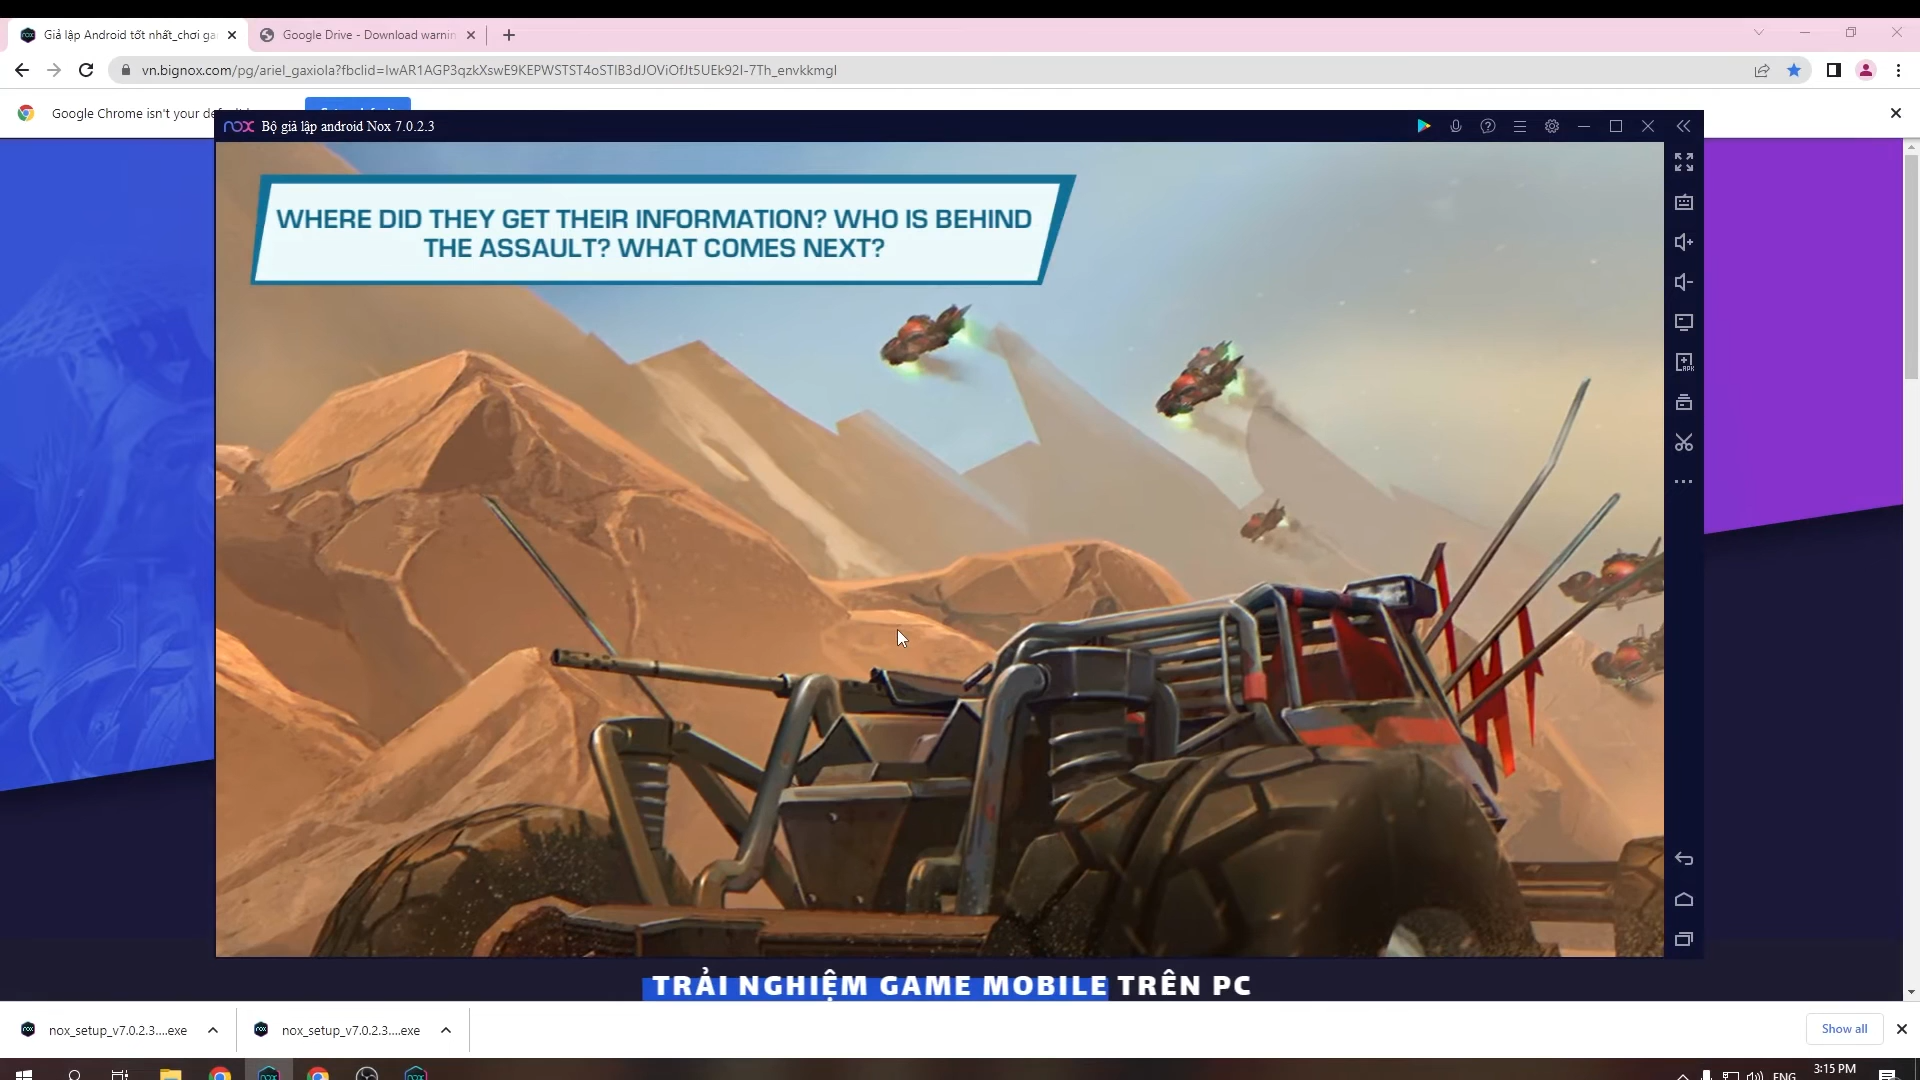 Giả lập Android tốt nhất_chơi ga
Google Drive - Download warnin
vn.bignox.com/pg/ariel_gaxiola?fbclid=IwAR1AGP3qzkXswE9KEPWSTST4oSTIB3dJOViOfJt5UEk92I-7Th_envkkmgI
Google Chrome isn't your de
nox Bộ giả lập android Nox 7.0.2.3
WHERE DID THEY GET THEIR INFORMATION? WHO IS BEHIND
THE ASSAULT? WHAT COMES NEXT?
APK
TRẢI NGHIỆM GAME MOBILE TRÊN PC
nox_setup_v7.0.2.3....exe
nox_setup_v7.0.2.3....exe
Show all
ENG
3:15 PM